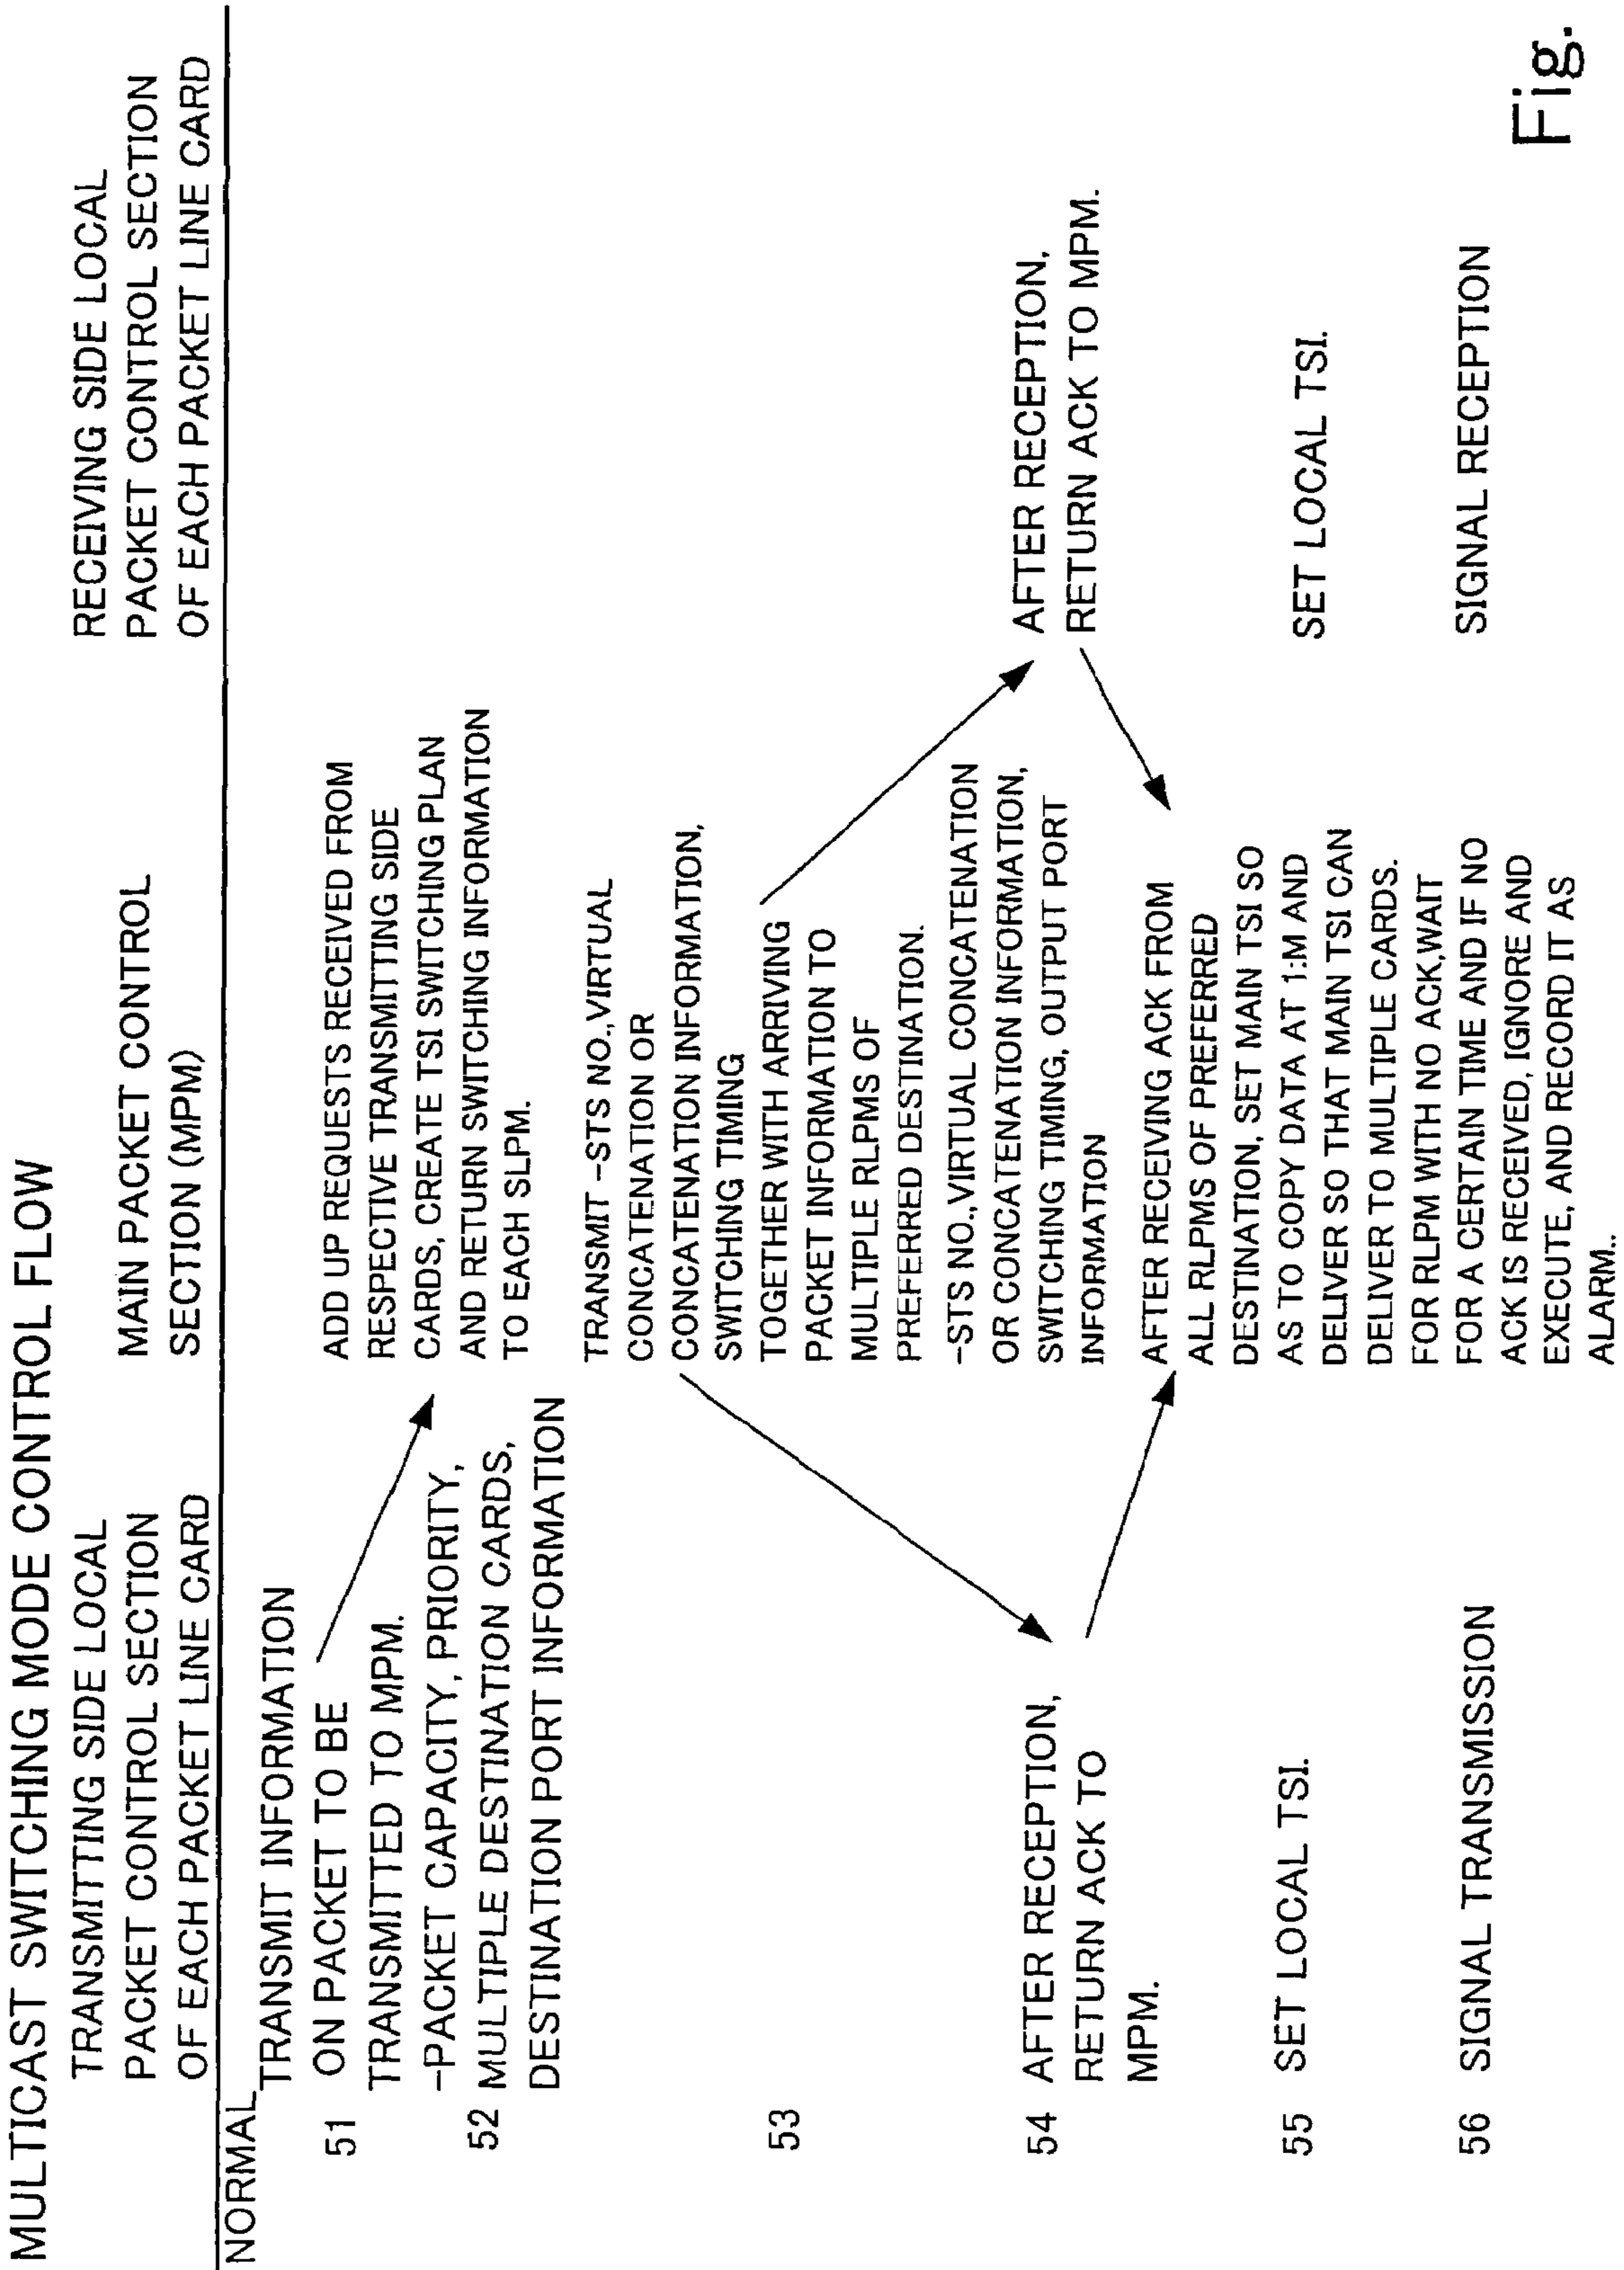 MULTICAST SWITCHING MODE CONTROL FLOW
TRANSMITTING SIDE LOCAL
PACKET CONTROL SECTION
OF EACH PACKET LINE CARD
MAIN PACKET CONTROL
SECTION (MPM)
RECEIVING SIDE LOCAL
PACKET CONTROL SECTION
OF EACH PACKET LINE CARD
NORMAL
51
TRANSMIT INFORMATION
ON PACKET TO BE
TRANSMITTED TO MPM.
52
-PACKET CAPACITY, PRIORITY,
MULTIPLE DESTINATION CARDS,
DESTINATION PORT INFORMATION
ADD UP REQUESTS RECEIVED FROM
RESPECTIVE TRANSMITTING SIDE
CARDS, CREATE TSI SWITCHING PLAN
AND RETURN SWITCHING INFORMATION
TO EACH SLPM.
53
TRANSMIT -STS NO.,VIRTUAL
CONCATENATION OR
CONCATENATION INFORMATION,
SWITCHING TIMING
TOGETHER WITH ARRIVING
PACKET INFORMATION TO
MULTIPLE RLPMS OF
PREFERRED DESTINATION.
-STS NO.,VIRTUAL CONCATENATION
OR CONCATENATION INFORMATION,
SWITCHING TIMING, OUTPUT PORT
INFORMATION
54
AFTER RECEPTION,
RETURN ACK TO
MPM.
AFTER RECEPTION,
RETURN ACK TO MPM.
AFTER RECEIVING ACK FROM
ALL RLPMS OF PREFERRED
DESTINATION, SET MAIN TSI SO
AS TO COPY DATA AT 1:M AND
DELIVER SO THAT MAIN TSI CAN
DELIVER TO MULTIPLE CARDS.
FOR RLPM WITH NO ACK,WAIT
FOR A CERTAIN TIME AND IF NO
ACK IS RECEIVED, IGNORE AND
EXECUTE, AND RECORD IT AS
ALARM..
55
SET LOCAL TSI.
SET LOCAL TSI.
56
SIGNAL TRANSMISSION
SIGNAL RECEPTION
Fig.